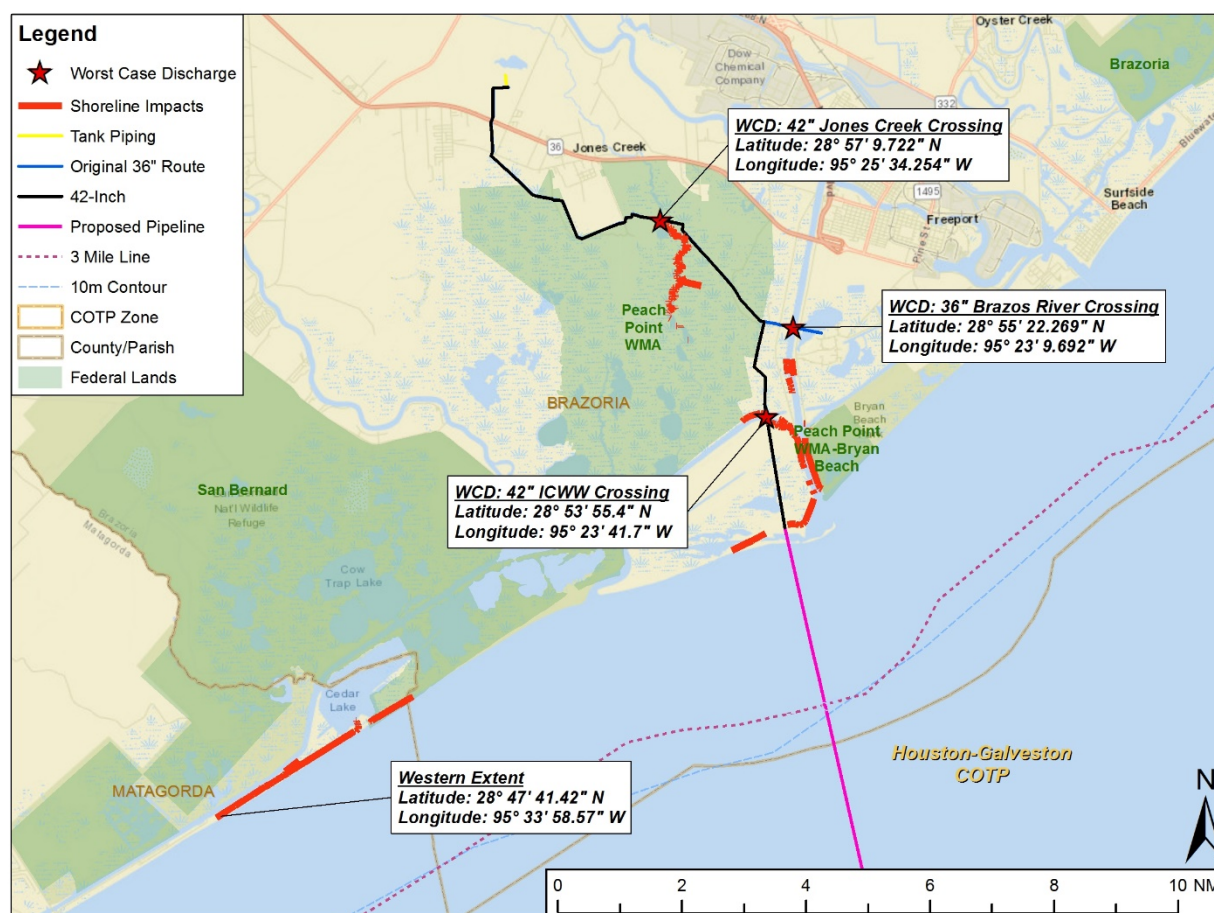 Legend
Worst Case Discharge
Shoreline Impacts
Tank Piping
Original 36" Route
42-Inch
Proposed Pipeline
3 Mile Line
10m Contour
COTP Zone
County/Parish
Federal Lands
Oyster Creek
Dow
Chemical
Company
Brazoria
332
Bluewater
WCD: 42" Jones Creek Crossing
Latitude: 28° 57' 9.722" N
Longitude: 95° 25' 34.254" W
36
Jones Creek
1495
Surfside
Beach
Freeport
Pine St
Peach
Point
WMA
WCD: 36" Brazos River Crossing
Latitude: 28° 55' 22.269" N
Longitude: 95° 23' 9.692" W
BRAZORIA
Bryan
Beach
Peach Point
WMA-Bryan
Beach
San Bernard
Nat'l Wildlife
Refuge
Brazoria
Matagorda
WCD: 42" ICWW Crossing
Latitude: 28° 53' 55.4" N
Longitude: 95° 23' 41.7" W
Cow
Trap Lake
Cedar
Lake
MATAGORDA
Western Extent
Latitude: 28° 47' 41.42" N
Longitude: 95° 33' 58.57" W
Houston-Galveston
COTP
N
0 2 4 6 8 10 NM